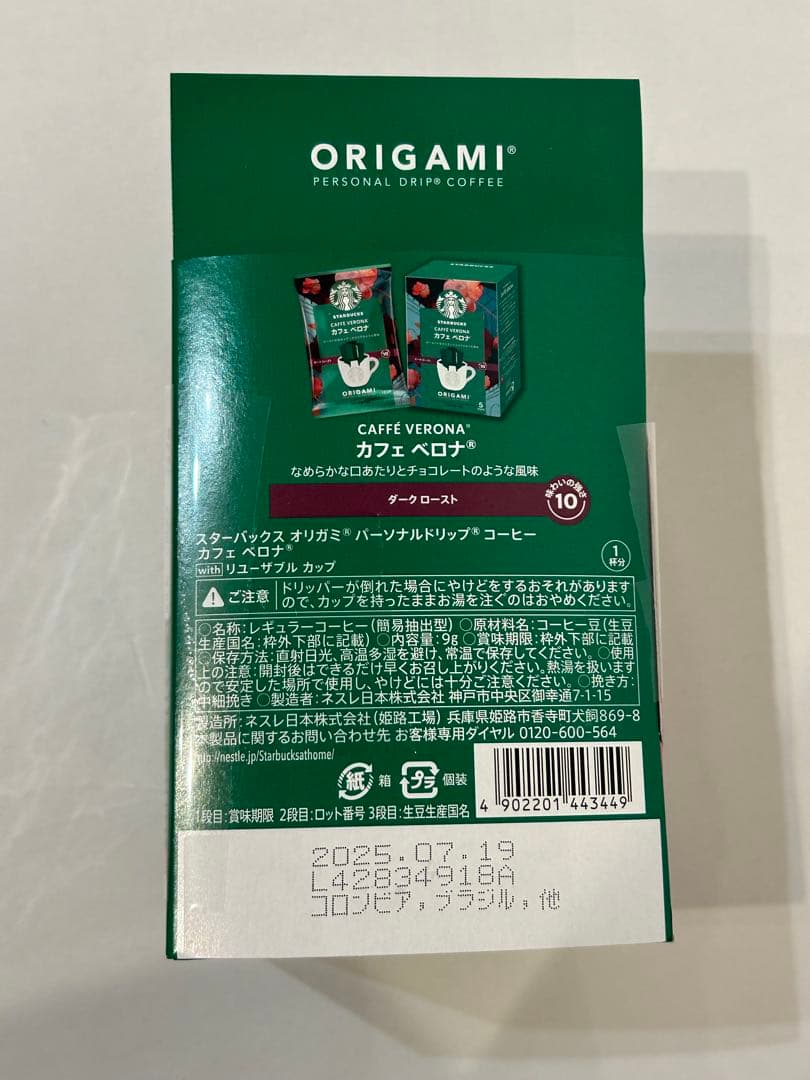 ORIGAMI®
PERSONAL DRIP® COFFEE
STARBUCKS
STARBUCKS
CAFFÈ VERONA
カフェ ベロナ
ORIGAMI
STARBUCKS
CAFFÈ VERONA
カフェ ベロナ
ORIGAMI
5
CAFFÈ VERONA®
カフェ ベロナ®
なめらかな口あたりとチョコレートのような風味
ダーク ロースト
味わいの強さ
10
スターバックス オリガミ® パーソナルドリップ® コーヒー
カフェ ベロナ®
with リユーザブル カップ
1
杯分
ご注意
ドリッパーが倒れた場合にやけどをするおそれがあります
ので、カップを持ったままお湯を注ぐのはおやめください。
○名称:レギュラーコーヒー(簡易抽出型) ○原材料名:コーヒー豆(生豆
生産国名:枠外下部に記載) ○内容量:9g ○賞味期限:枠外下部に記載
○保存方法:直射日光、高温多湿を避け、常温で保存してください。○使用
上の注意:開封後はできるだけ早くお召し上がりください。熱湯を扱います
ので安定した場所で使用し、やけどには十分ご注意ください。○挽き方:
中細挽き ○製造者:ネスレ日本株式会社 神戸市中央区御幸通7-1-15
製造所:ネスレ日本株式会社(姫路工場) 兵庫県姫路市香寺町犬飼869-8
本製品に関するお問い合わせ先 お客様専用ダイヤル 0120-600-564
http://nestle.jp/Starbucksathome/
紙 箱 プラ 個装
1段目:賞味期限 2段目:ロット番号 3段目:生豆生産国名
4 902201 443449
2025.07.19
L42834918A
コロンビア,ブラジル,他